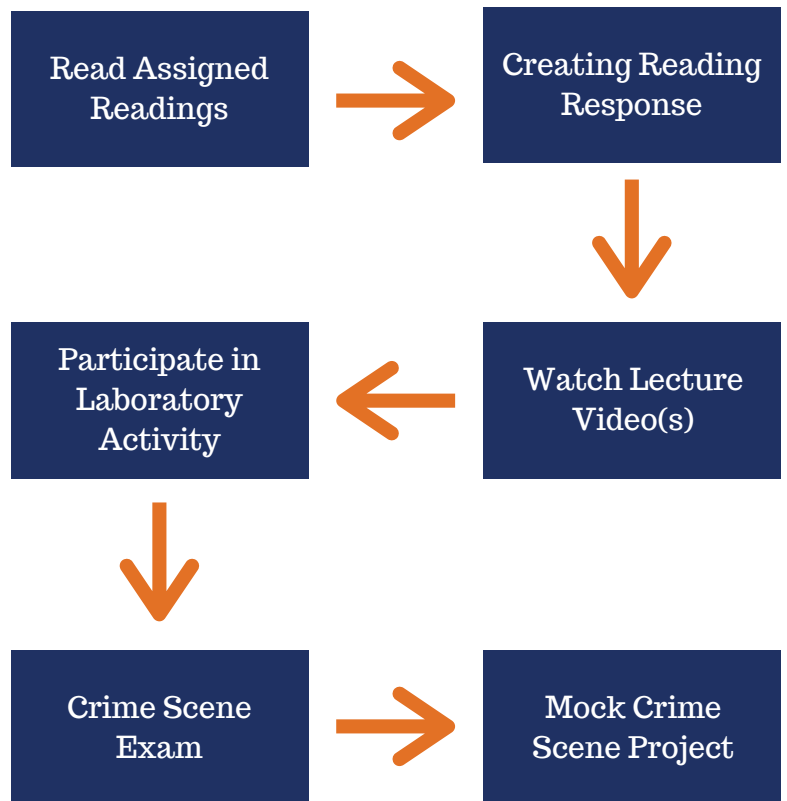 Read Assigned
Readings
Creating Reading
Response
Watch Lecture
Video(s)
Participate in
Laboratory
Activity
Crime Scene
Exam
Mock Crime
Scene Project